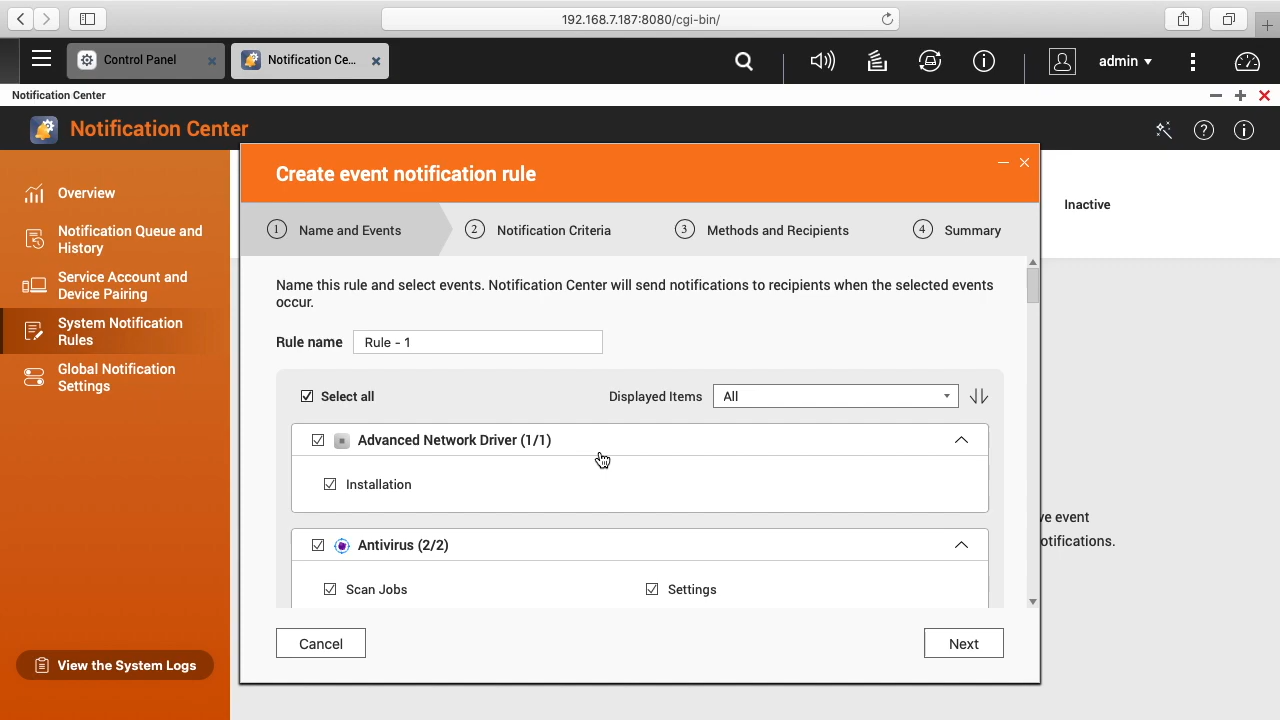 192.168.7.187:8080/cgi-bin/
Control Panel
Notification Ce...
admin
Notification Center
Notification Center
Overview
Notification Queue and
History
Service Account and
Device Pairing
System Notification
Rules
Global Notification
Settings
View the System Logs
Inactive
ve event
otifications.
Create event notification rule
1 Name and Events
2 Notification Criteria
3 Methods and Recipients
4 Summary
Name this rule and select events. Notification Center will send notifications to recipients when the selected events
occur.
Rule name Rule - 1
Select all Displayed Items All
Advanced Network Driver (1/1)
Installation
Antivirus (2/2)
Scan Jobs Settings
Cancel Next